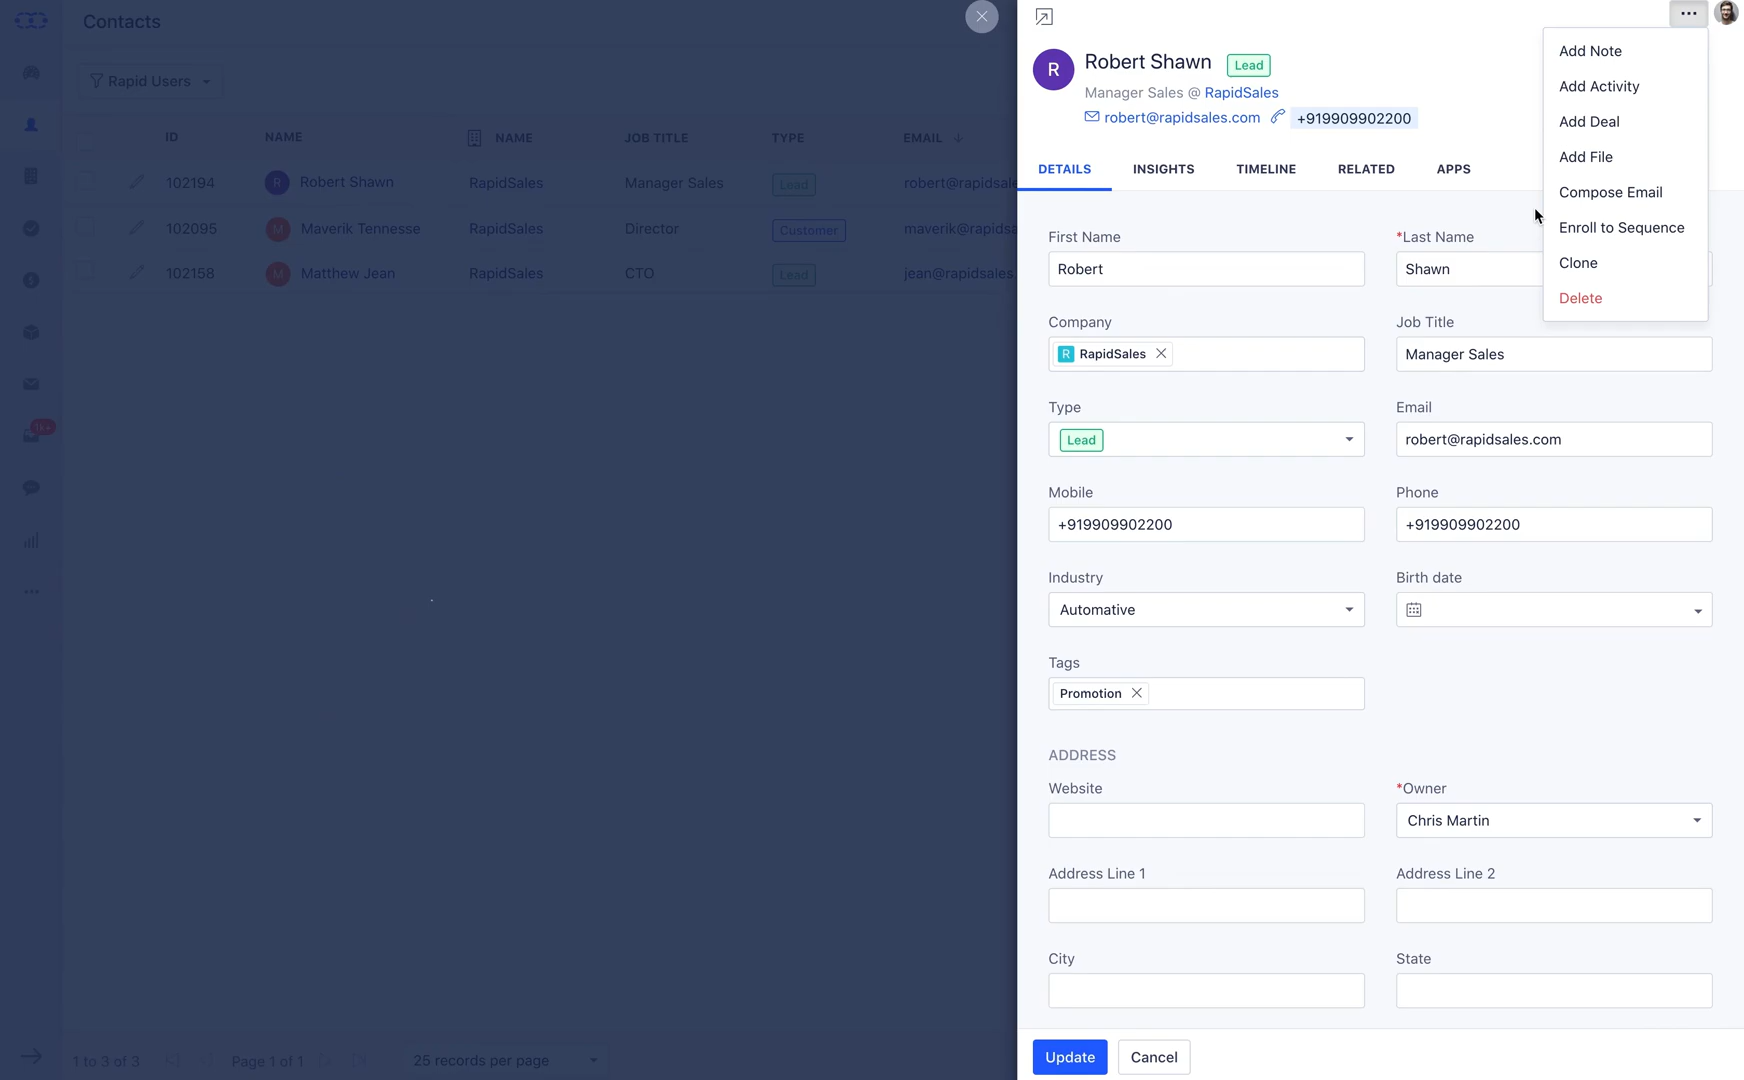 Contacts
Rapid Users
ID NAME NAME JOB TITLE TYPE EMAIL
102194 R Robert Shawn RapidSales Manager Sales Lead robert@rapidsale
102095 M Maverik Tennesse RapidSales Director Customer maverik@rapidsa
102158 M Matthew Jean RapidSales CTO Lead jean@rapidsales.
1k+
1 to 3 of 3 Page 1 of 1 25 records per page
R
Robert Shawn Lead
Manager Sales @ RapidSales
robert@rapidsales.com +919909902200
DETAILS INSIGHTS TIMELINE RELATED APPS
Add Note
Add Activity
Add Deal
Add File
Compose Email
Enroll to Sequence
Clone
Delete
First Name *Last Name
Robert Shawn
Company Job Title
R RapidSales Manager Sales
Type Email
Lead robert@rapidsales.com
Mobile Phone
+919909902200 +919909902200
Industry Birth date
Automative
Tags
Promotion
ADDRESS
Website *Owner
Chris Martin
Address Line 1 Address Line 2
City State
Update Cancel